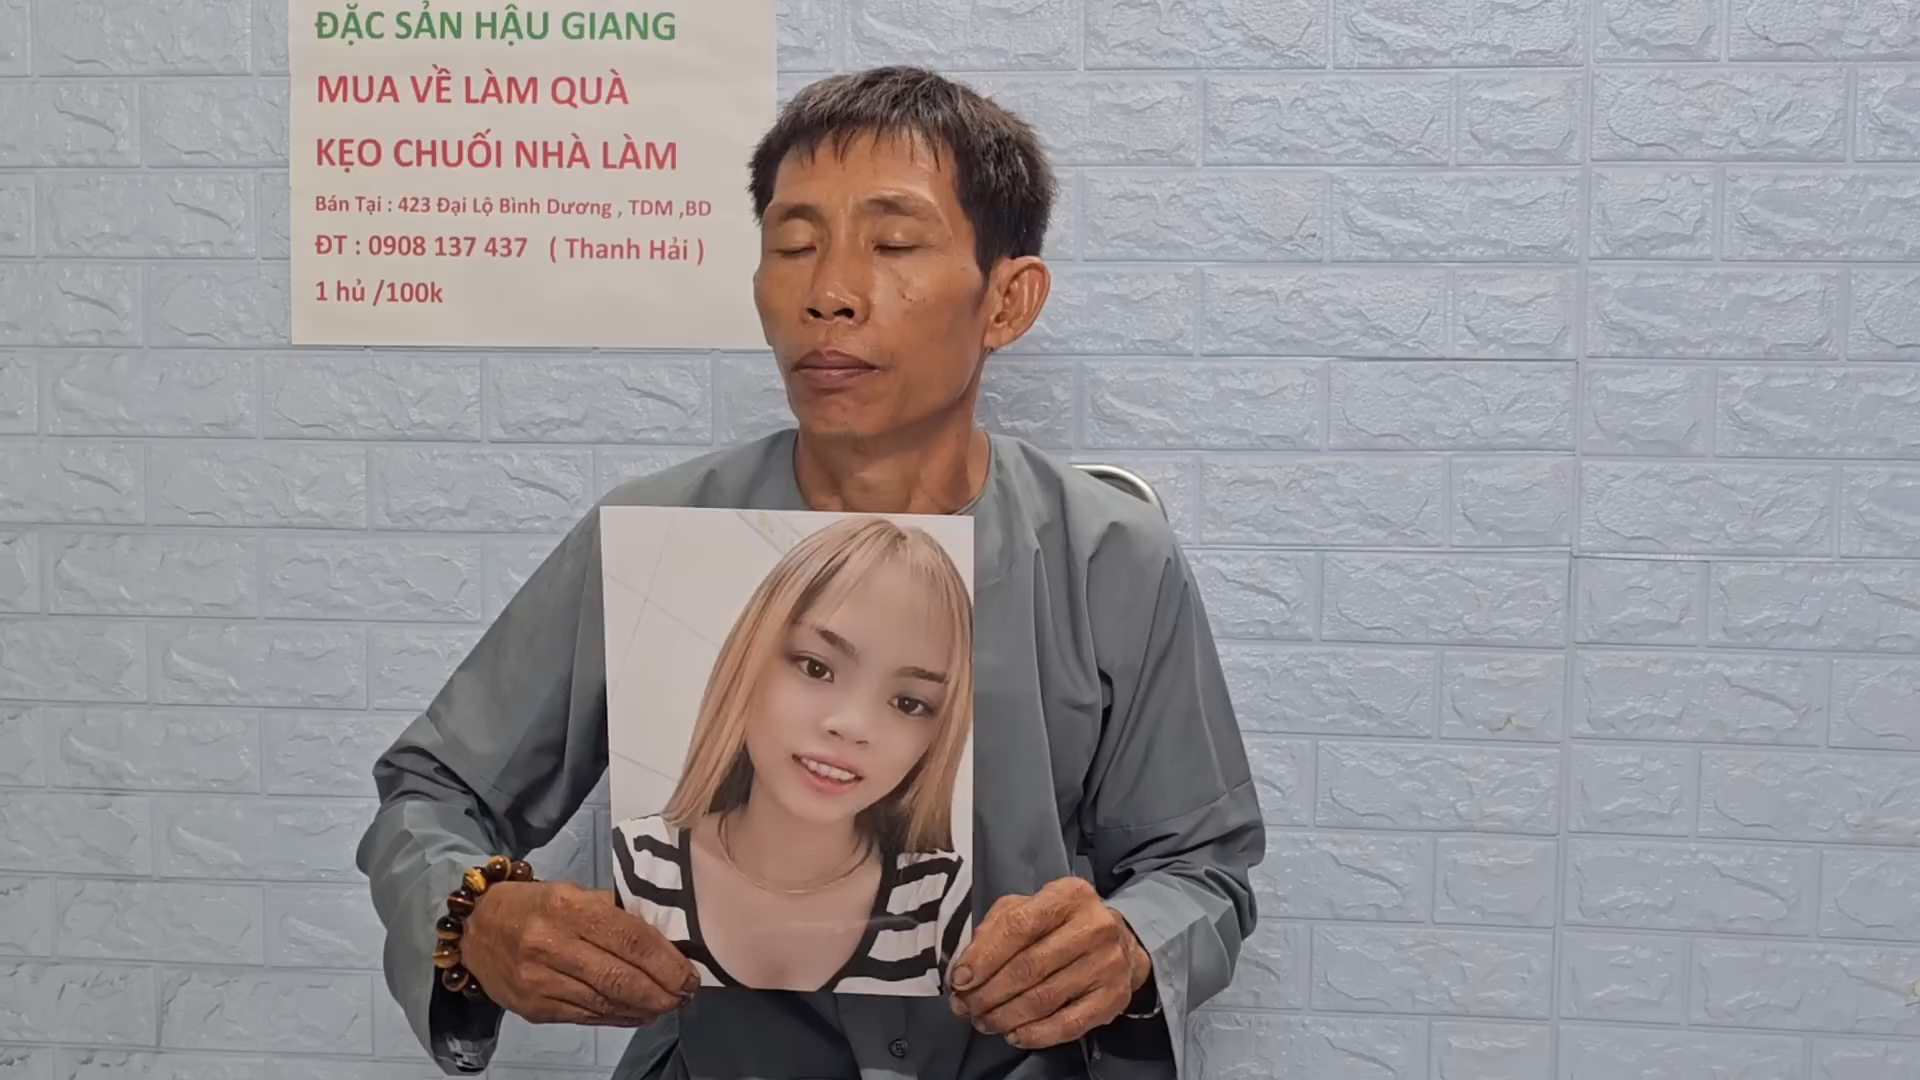 ĐẶC SẢN HẬU GIANG
MUA VỀ LÀM QUÀ
KẸO CHUỐI NHÀ LÀM
Bán Tại : 423 Đại Lộ Bình Dương , TDM ,BD
ĐT : 0908 137 437 ( Thanh Hải )
1 hủ /100k